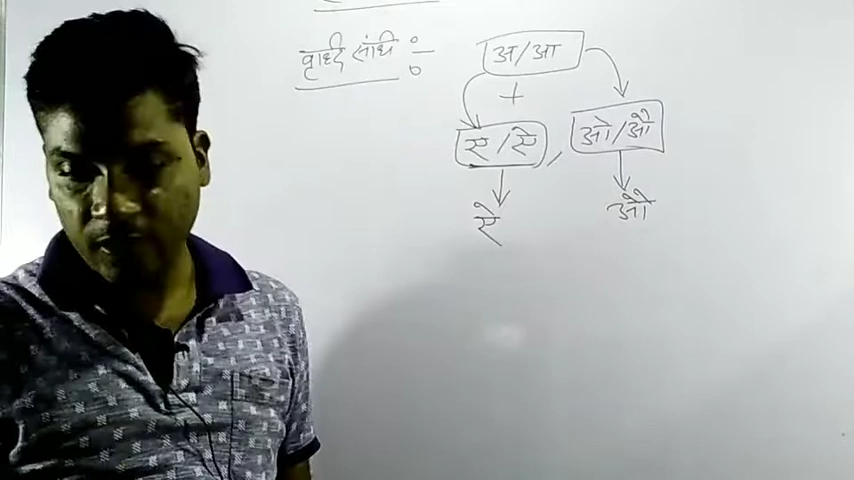 वृद्धि संधि :-
अ/आ
+
ए/ऐ , ओ/औ
ऐ औ